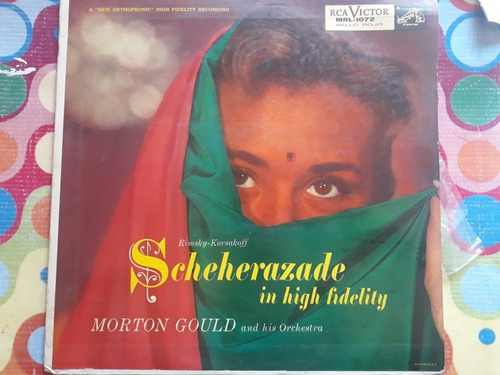 A "NEW ORTHOPHONIC" HIGH FIDELITY RECORDING
RCA VICTOR
MRL-1072
SELLO ROJO
Rimsky-Korsakoff
Scheherazade
in high fidelity
MORTON GOULD and his Orchestra